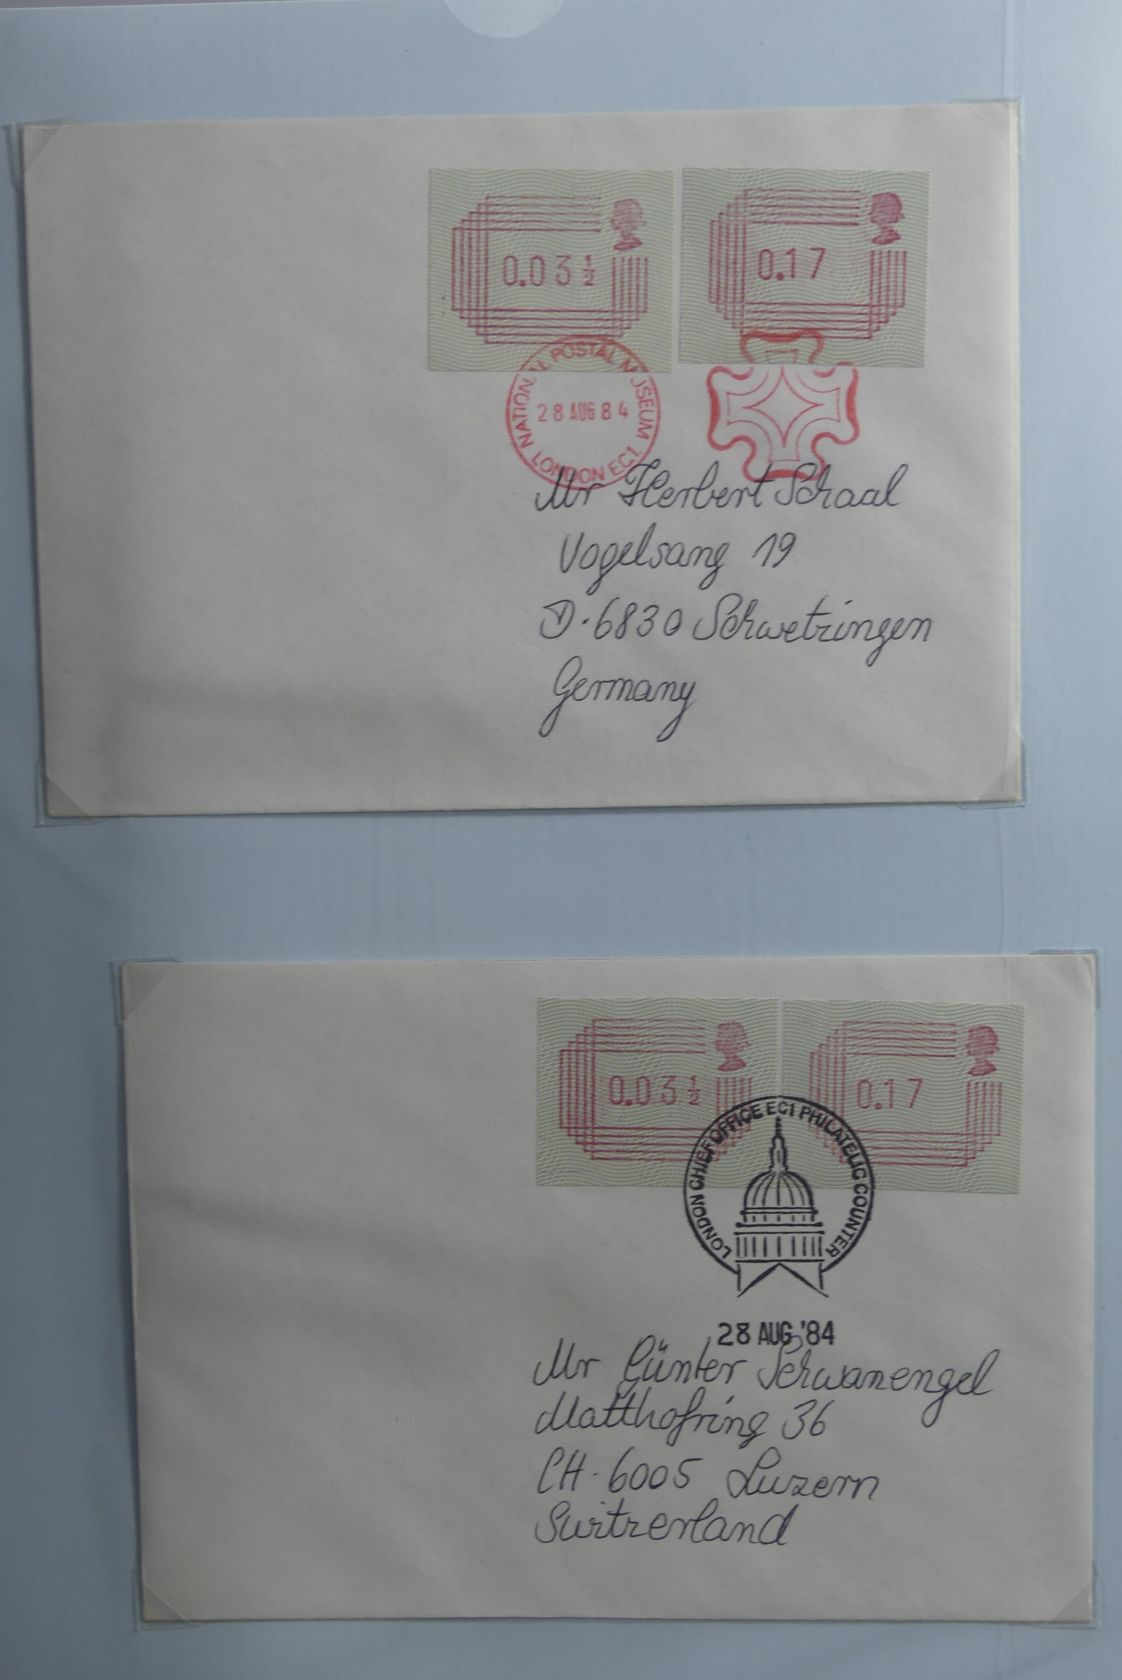 0.03½
0.17
NATIONAL POSTAL MUSEUM
28 AUG 84
LONDON EC1
Mr Herbert Schaal
Vogelsang 19
D-6830 Schwetzingen
Germany
0.03½
0.17
LONDON CHIEF OFFICE EC1 PHILATELIC COUNTER
28 AUG '84
Mr Günter Schwanengel
Matthofring 36
CH-6005 Luzern
Switzerland